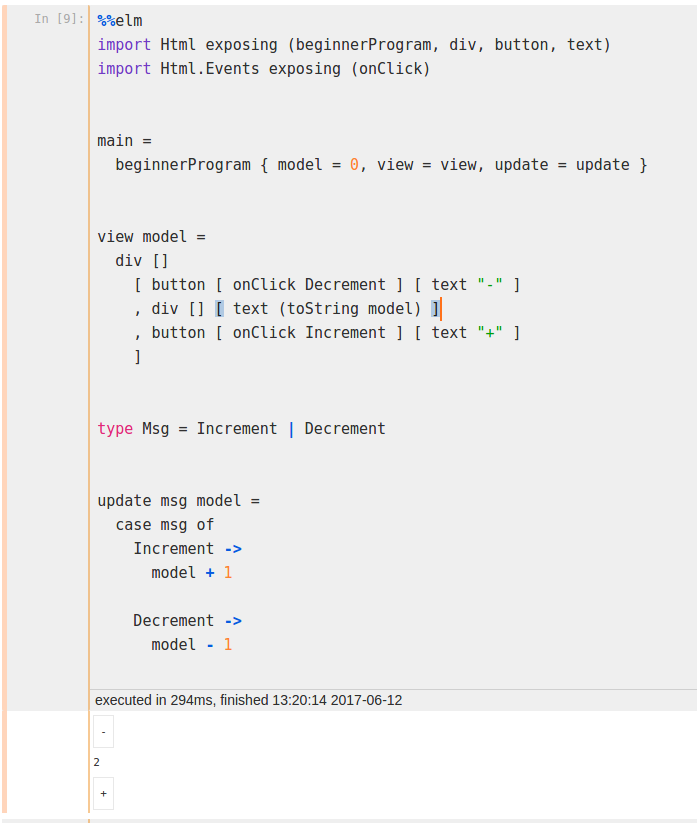 In [9]:
%%elm
import Html exposing (beginnerProgram, div, button, text)
import Html.Events exposing (onClick)
main =
  beginnerProgram { model = 0, view = view, update = update }
view model =
  div []
    [ button [ onClick Decrement ] [ text "-" ]
    , div [] [ text (toString model) ]
    , button [ onClick Increment ] [ text "+" ]
    ]
type Msg = Increment | Decrement
update msg model =
  case msg of
    Increment ->
      model + 1
    Decrement ->
      model - 1
executed in 294ms, finished 13:20:14 2017-06-12
-
2
+